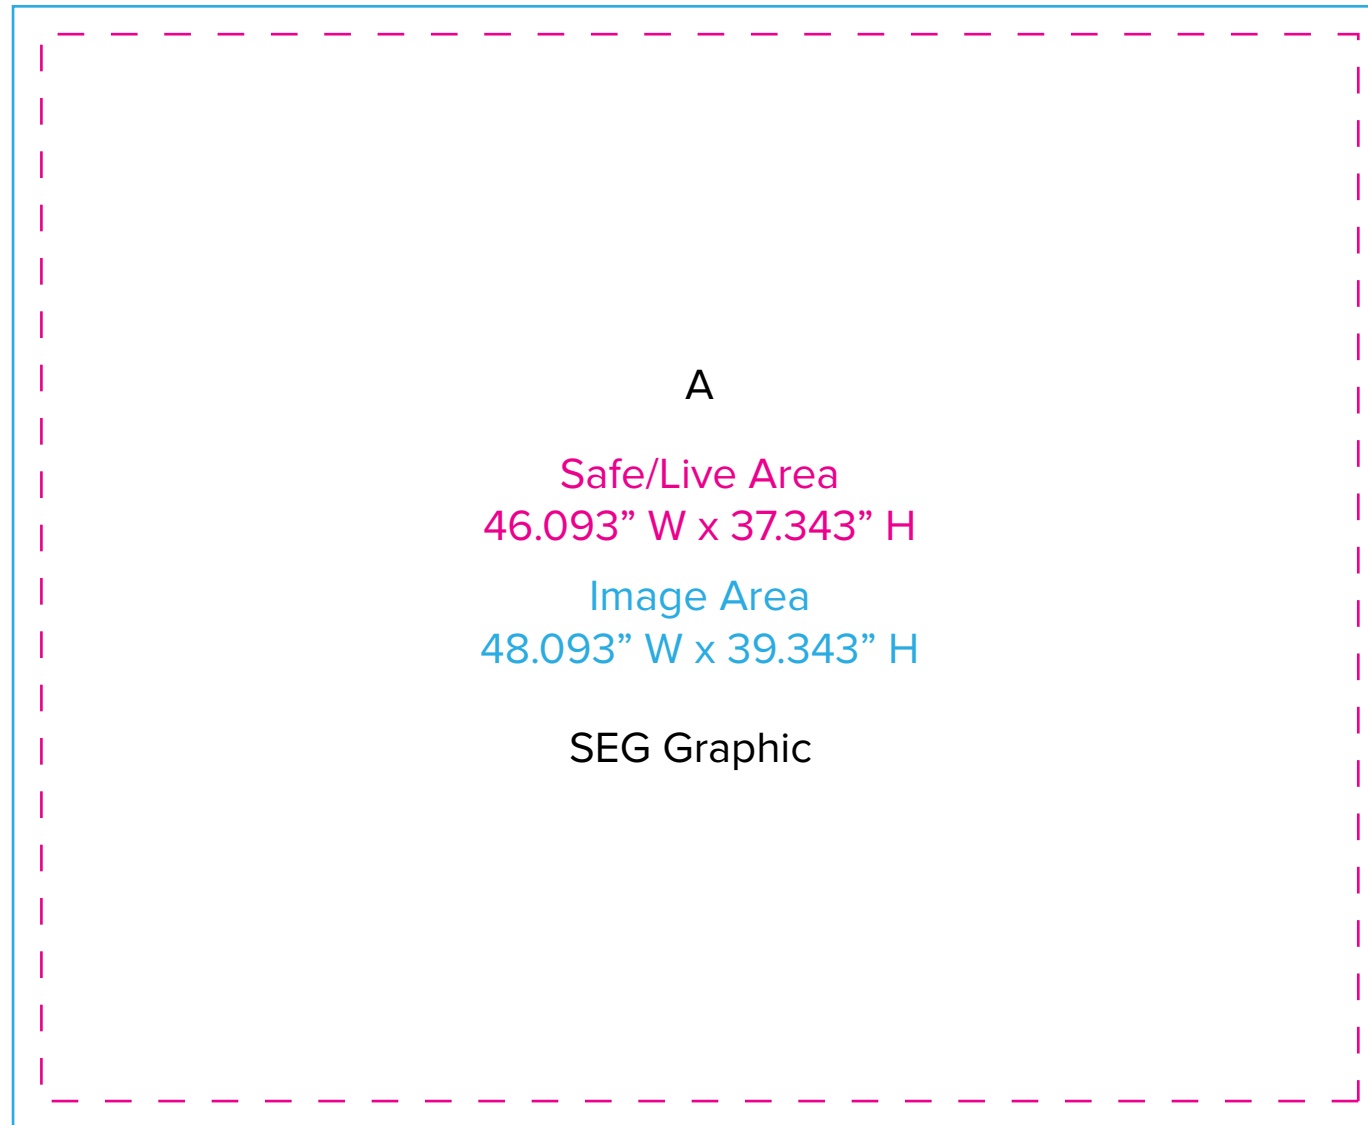 A
Safe/Live Area
46.093” W x 37.343” H
Image Area
48.093” W x 39.343” H
SEG Graphic